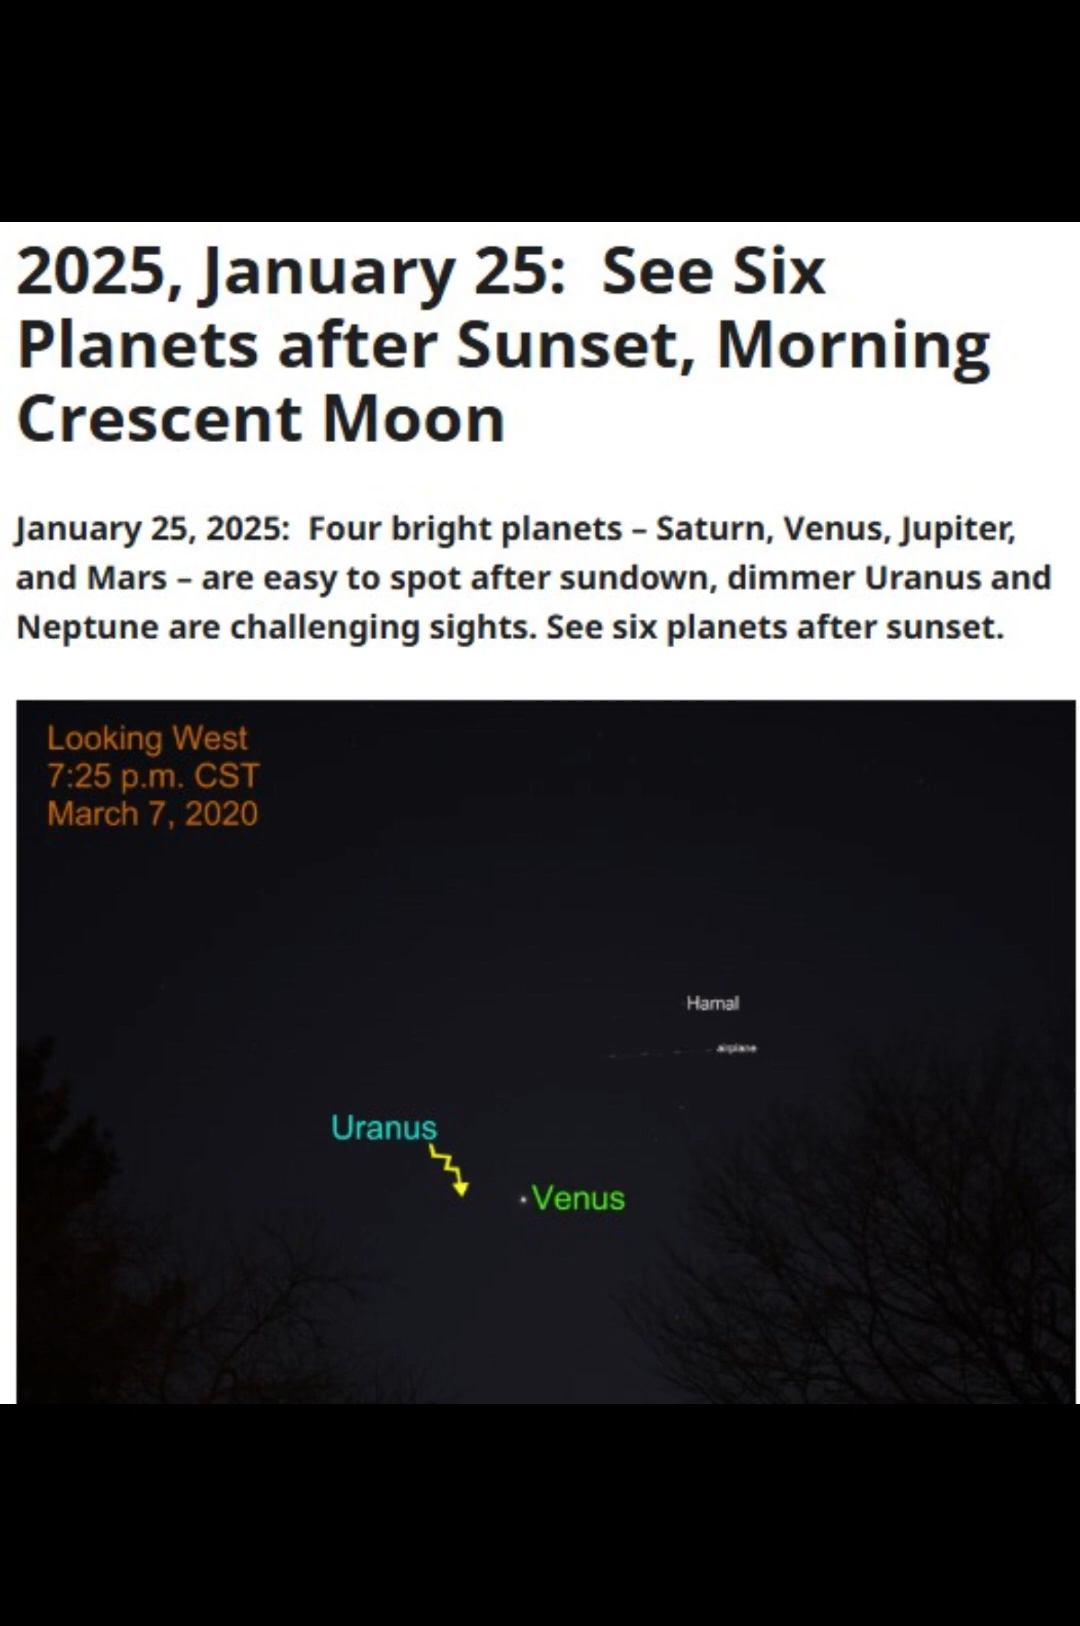 2025, January 25:  See Six
Planets after Sunset, Morning
Crescent Moon
January 25, 2025:  Four bright planets – Saturn, Venus, Jupiter,
and Mars – are easy to spot after sundown, dimmer Uranus and
Neptune are challenging sights. See six planets after sunset.
Looking West
7:25 p.m. CST
March 7, 2020
Hamal
airplane
Uranus
Venus